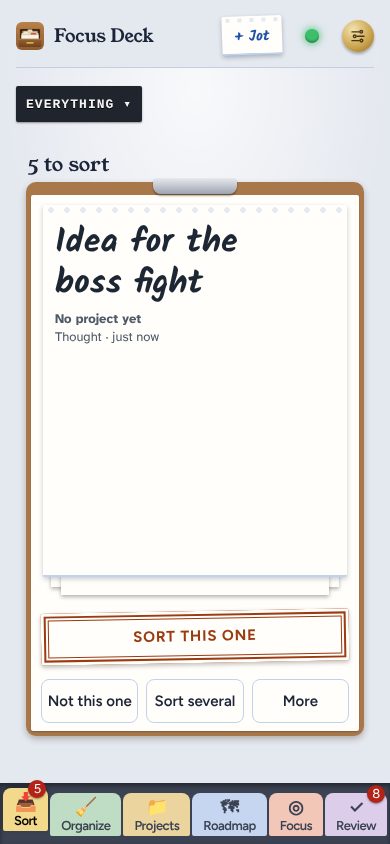 Focus Deck
+ Jot
EVERYTHING ▾
5 to sort
Idea for the
boss fight
No project yet
Thought · just now
SORT THIS ONE
Not this one
Sort several
More
5
8
Sort
Organize
Projects
Roadmap
Focus
Review